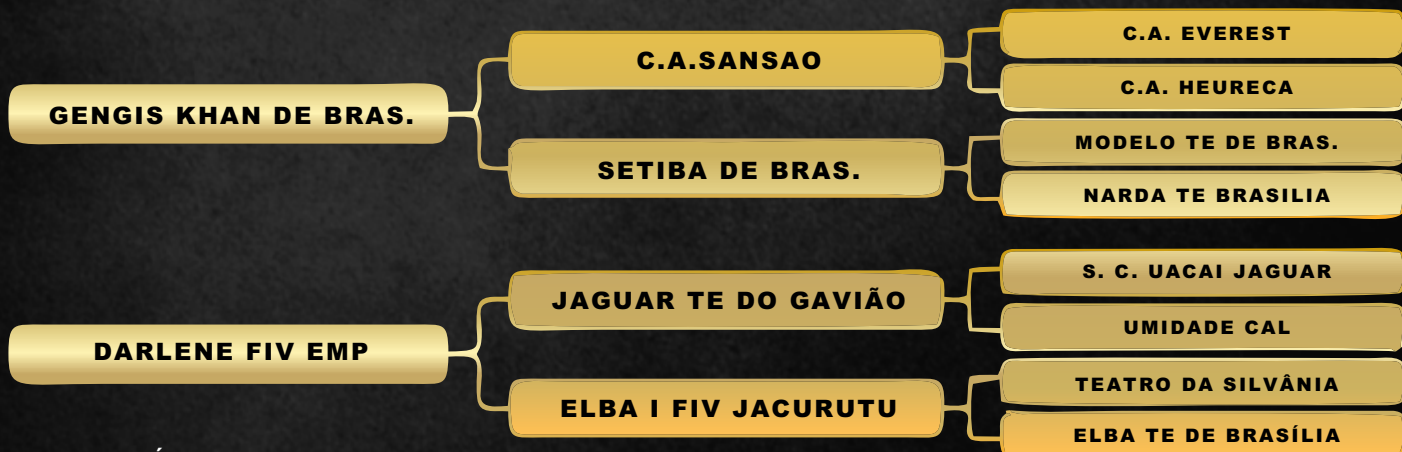 GENGIS KHAN DE BRAS.
C.A.SANSAO
C.A. EVEREST
C.A. HEURECA
SETIBA DE BRAS.
MODELO TE DE BRAS.
NARDA TE BRASILIA
DARLENE FIV EMP
JAGUAR TE DO GAVIÃO
S. C. UACAI JAGUAR
UMIDADE CAL
ELBA I FIV JACURUTU
TEATRO DA SILVÂNIA
ELBA TE DE BRASÍLIA